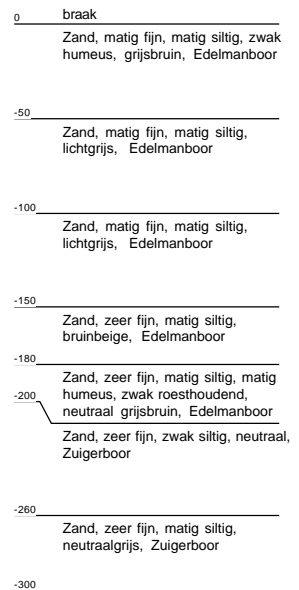 0 braak
Zand, matig fijn, matig siltig, zwak
humeus, grijsbruin, Edelmanboor
-50
Zand, matig fijn, matig siltig,
lichtgrijs, Edelmanboor
-100
Zand, matig fijn, matig siltig,
lichtgrijs, Edelmanboor
-150
Zand, zeer fijn, matig siltig,
bruinbeige, Edelmanboor
-180
Zand, zeer fijn, matig siltig, matig
humeus, zwak roesthoudend,
neutraal grijsbruin, Edelmanboor
-200
Zand, zeer fijn, zwak siltig, neutraal,
Zuigerboor
-260
Zand, zeer fijn, matig siltig,
neutraalgrijs, Zuigerboor
-300